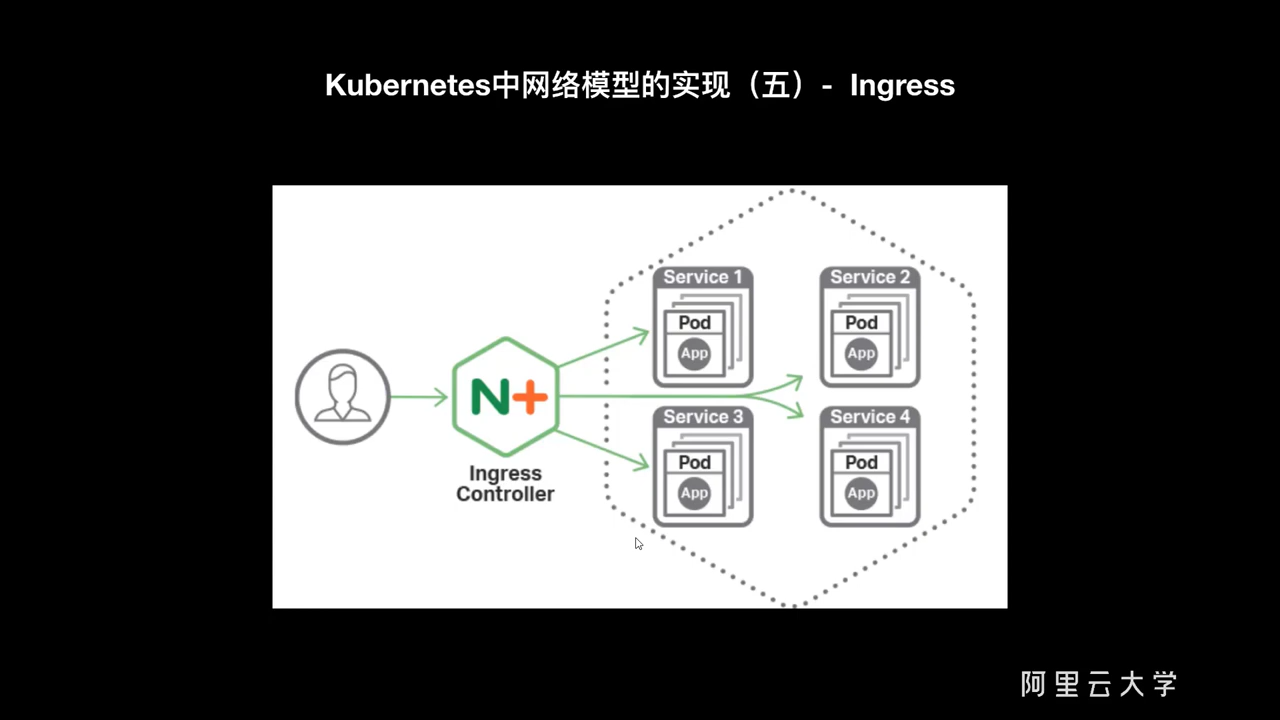 Kubernetes中网络模型的实现（五）- Ingress
Service 1
Pod
App
Service 2
Pod
App
N+
Ingress
Controller
Service 3
Pod
App
Service 4
Pod
App
阿里云大学